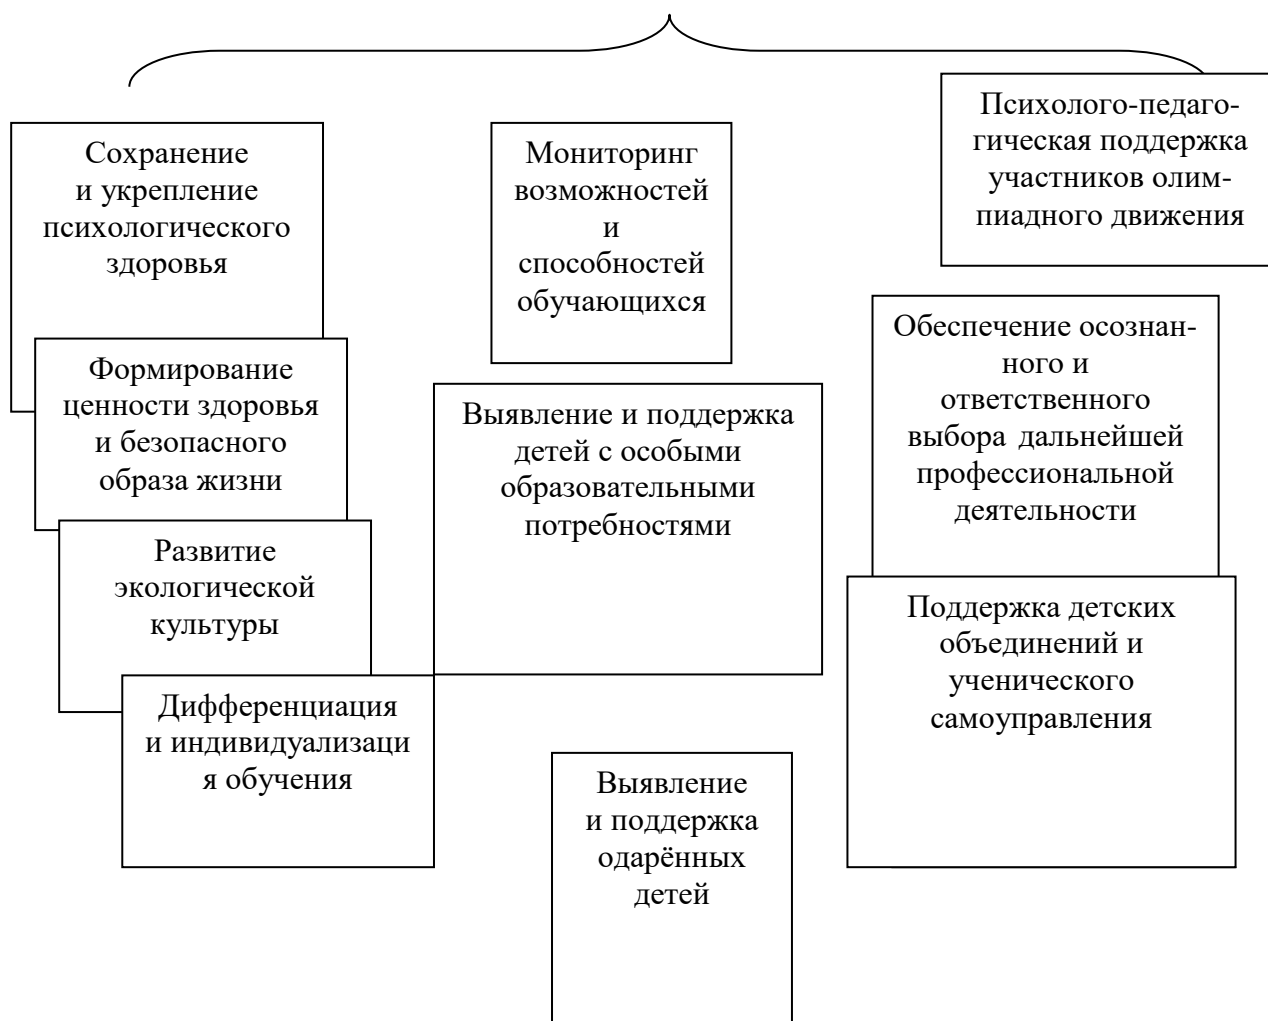 Сохранение
и укрепление
психологического
здоровья
Формирование
ценности здоровья
и безопасного
образа жизни
Развитие
экологической
культуры
Дифференциация
и индивидуализаци
я обучения
Мониторинг
возможностей
и
способностей
обучающихся
Выявление и поддержка
детей с особыми
образовательными
потребностями
Выявление
и поддержка
одарённых
детей
Психолого-педаго-
гическая поддержка
участников олим-
пиадного движения
Обеспечение осознан-
ного и
ответственного
выбора дальнейшей
профессиональной
деятельности
Поддержка детских
объединений и
ученического
самоуправления